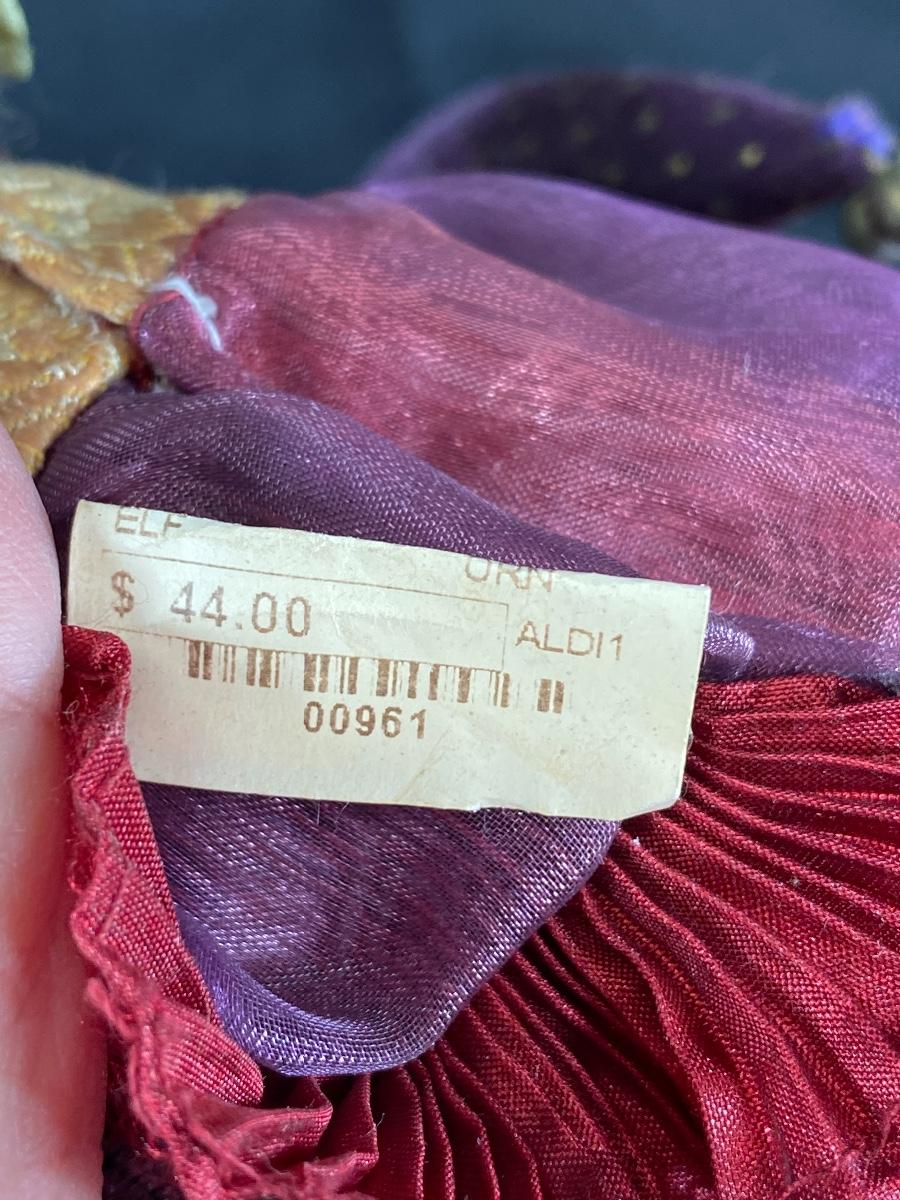 ELF
ORN
$ 44.00
ALDI1
00961